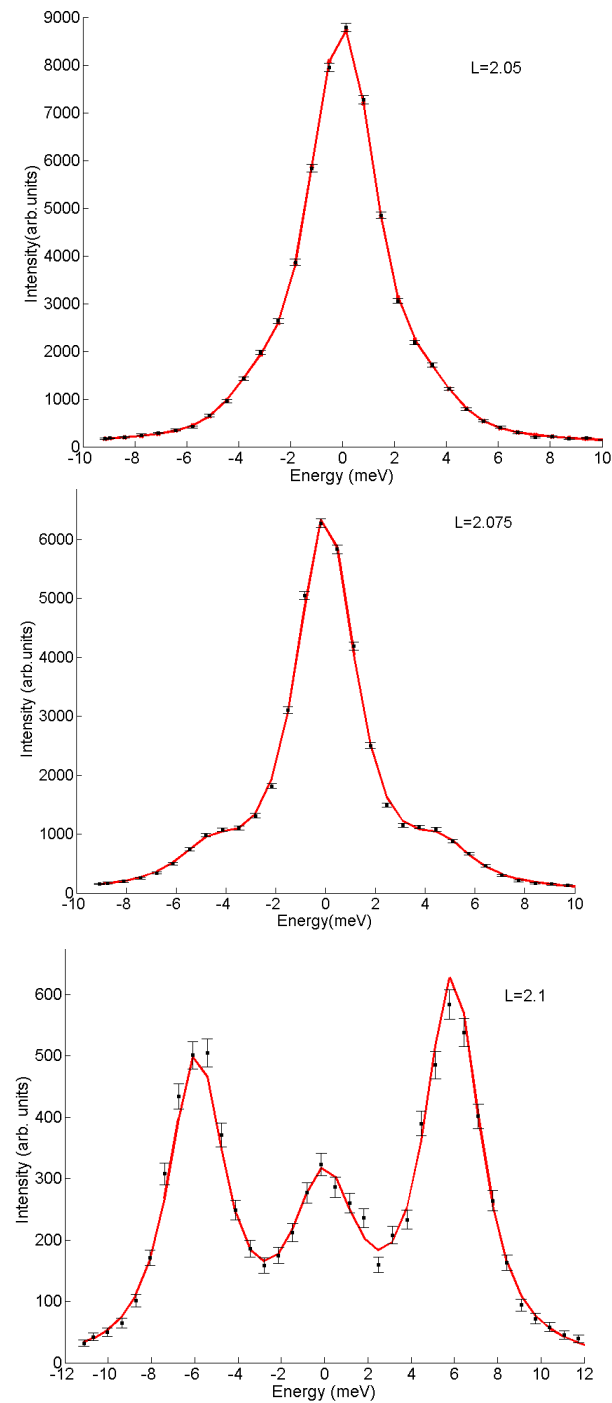 9000
8000
7000
6000
5000
4000
3000
2000
1000
0
Intensity(arb.units)
L=2.05
-10 -8 -6 -4 -2 0 2 4 6 8 10
Energy (meV)
6000
5000
4000
3000
2000
1000
0
Intensity (arb.units)
L=2.075
-10 -8 -6 -4 -2 0 2 4 6 8 10
Energy(meV)
600
500
400
300
200
100
0
Intensity (arb. units)
L=2.1
-12 -10 -8 -6 -4 -2 0 2 4 6 8 10 12
Energy (meV)